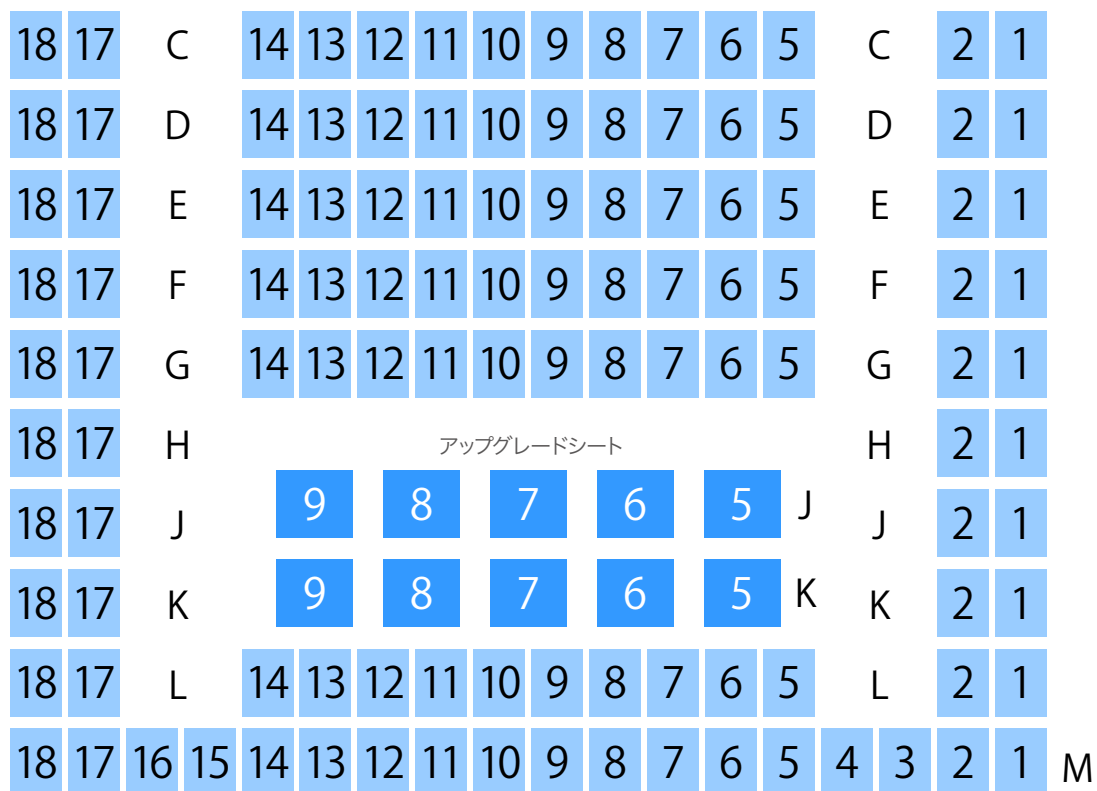 18 17 C 14 13 12 11 10 9 8 7 6 5 C 2 1
18 17 D 14 13 12 11 10 9 8 7 6 5 D 2 1
18 17 E 14 13 12 11 10 9 8 7 6 5 E 2 1
18 17 F 14 13 12 11 10 9 8 7 6 5 F 2 1
18 17 G 14 13 12 11 10 9 8 7 6 5 G 2 1
18 17 H アップグレードシート H 2 1
18 17 J 9 8 7 6 5 J J 2 1
18 17 K 9 8 7 6 5 K K 2 1
18 17 L 14 13 12 11 10 9 8 7 6 5 L 2 1
18 17 16 15 14 13 12 11 10 9 8 7 6 5 4 3 2 1 M